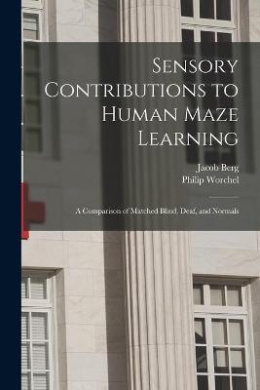 Sensory
Contributions to
Human Maze
Learning
A Comparison of Matched Blind, Deaf, and Normals
Jacob Berg
Philip Worchel